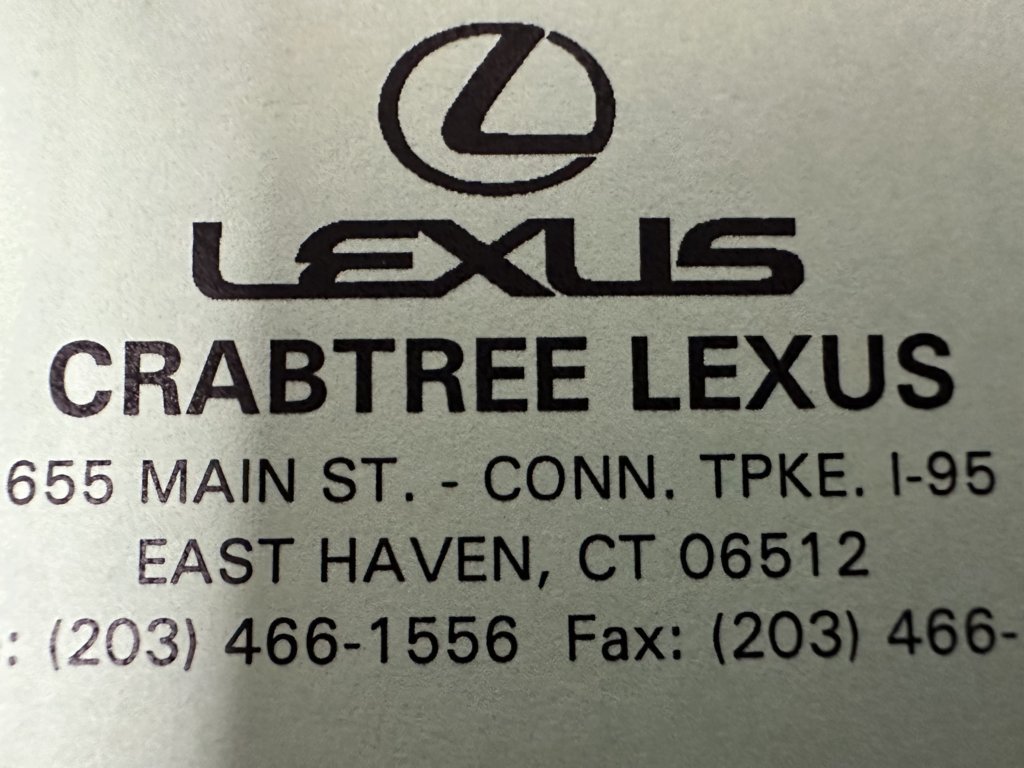 LEXUS
CRABTREE LEXUS
655 MAIN ST. - CONN. TPKE. I-95
EAST HAVEN, CT 06512
: (203) 466-1556 Fax: (203) 466-